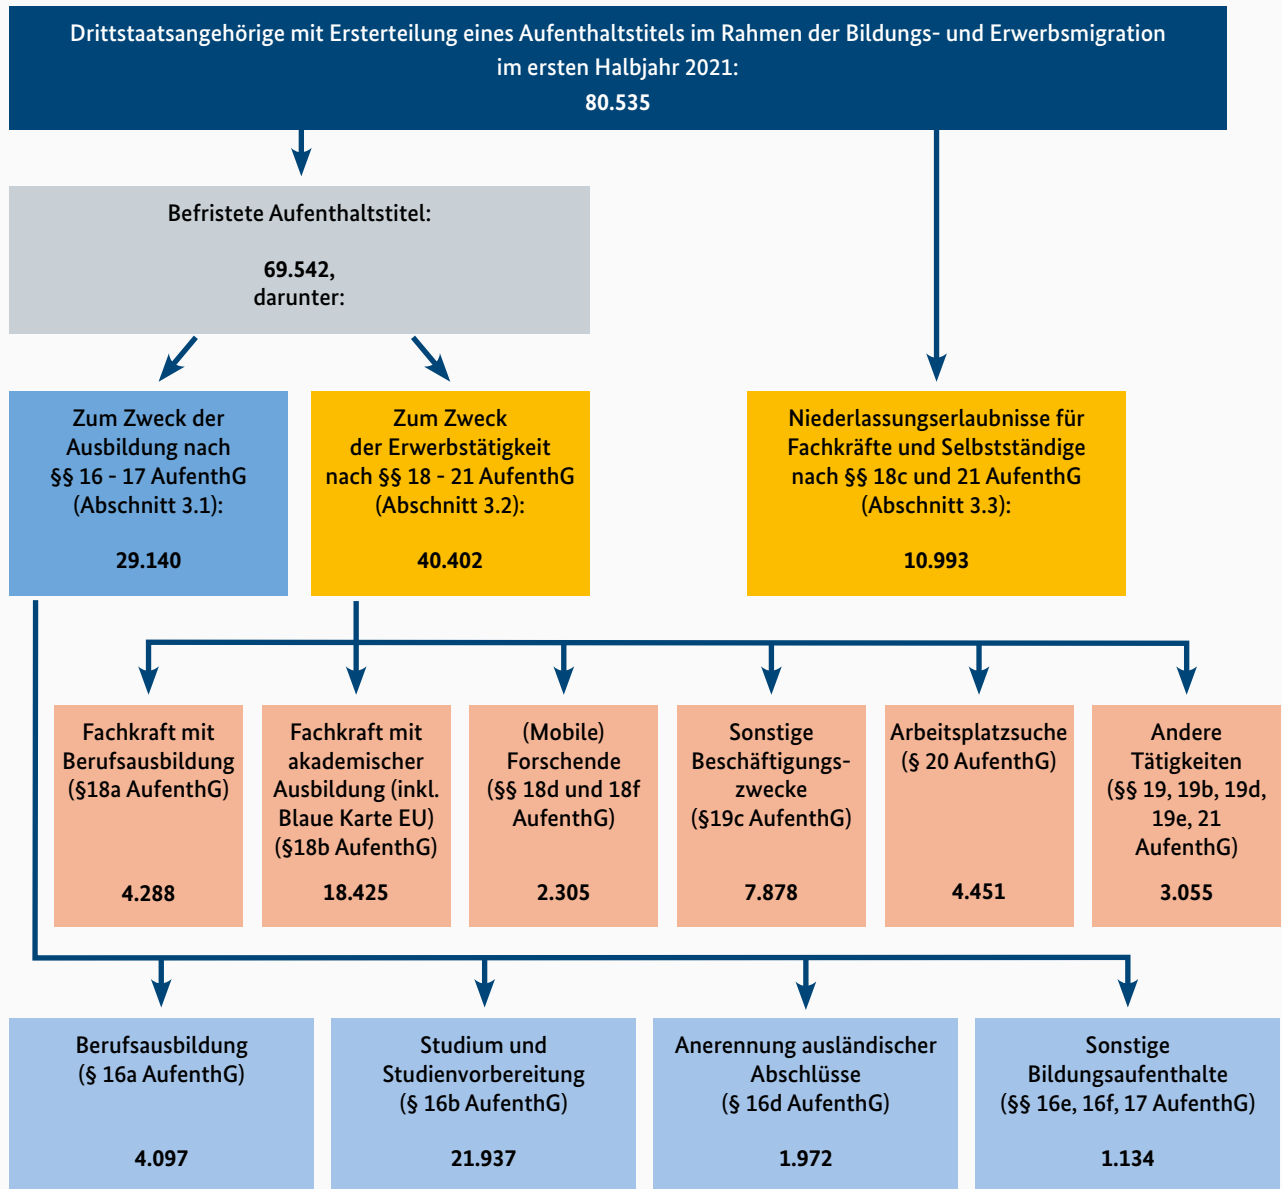 Drittstaatsangehörige mit Ersterteilung eines Aufenthaltstitels im Rahmen der Bildungs- und Erwerbsmigration
im ersten Halbjahr 2021:
80.535
Befristete Aufenthaltstitel:
69.542,
darunter:
Zum Zweck der
Ausbildung nach
§§ 16 - 17 AufenthG
(Abschnitt 3.1):
29.140
Zum Zweck
der Erwerbstätigkeit
nach §§ 18 - 21 AufenthG
(Abschnitt 3.2):
40.402
Niederlassungserlaubnisse für
Fachkräfte und Selbstständige
nach §§ 18c und 21 AufenthG
(Abschnitt 3.3):
10.993
Fachkraft mit
Berufsausbildung
(§18a AufenthG)
4.288
Fachkraft mit
akademischer
Ausbildung (inkl.
Blaue Karte EU)
(§18b AufenthG)
18.425
(Mobile)
Forschende
(§§ 18d und 18f
AufenthG)
2.305
Sonstige
Beschäftigungs-
zwecke
(§19c AufenthG)
7.878
Arbeitsplatzsuche
(§ 20 AufenthG)
4.451
Andere
Tätigkeiten
(§§ 19, 19b, 19d,
19e, 21
AufenthG)
3.055
Berufsausbildung
(§ 16a AufenthG)
4.097
Studium und
Studienvorbereitung
(§ 16b AufenthG)
21.937
Anerennung ausländischer
Abschlüsse
(§ 16d AufenthG)
1.972
Sonstige
Bildungsaufenthalte
(§§ 16e, 16f, 17 AufenthG)
1.134